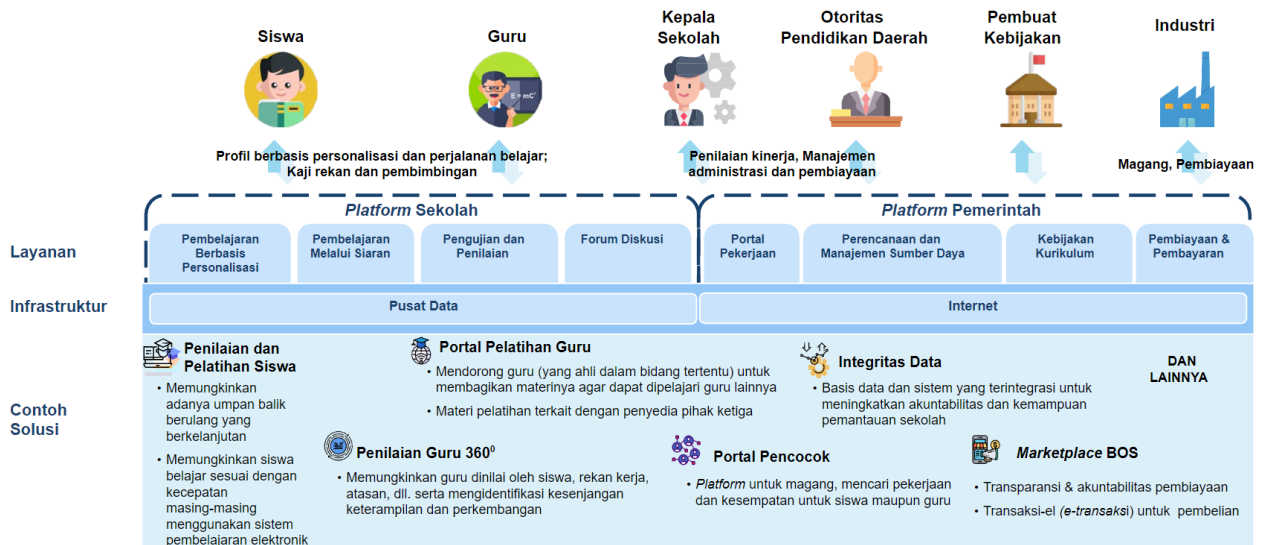 Siswa
Guru
Kepala
Sekolah
Otoritas
Pendidikan Daerah
Pembuat
Kebijakan
Industri
E = mC²
Profil berbasis personalisasi dan perjalanan belajar;
Kaji rekan dan pembimbingan
Penilaian kinerja, Manajemen
administrasi dan pembiayaan
Magang, Pembiayaan
Platform Sekolah
Platform Pemerintah
Layanan
Pembelajaran
Berbasis
Personalisasi
Pembelajaran
Melalui Siaran
Pengujian dan
Penilaian
Forum Diskusi
Portal
Pekerjaan
Perencanaan dan
Manajemen Sumber Daya
Kebijakan
Kurikulum
Pembiayaan &
Pembayaran
Infrastruktur
Pusat Data
Internet
Contoh
Solusi
Penilaian dan
Pelatihan Siswa
• Memungkinkan
adanya umpan balik
berulang yang
berkelanjutan
• Memungkinkan siswa
belajar sesuai dengan
kecepatan
masing-masing
menggunakan sistem
pembelajaran elektronik
Portal Pelatihan Guru
• Mendorong guru (yang ahli dalam bidang tertentu) untuk
membagikan materinya agar dapat dipelajari guru lainnya
• Materi pelatihan terkait dengan penyedia pihak ketiga
Integritas Data
• Basis data dan sistem yang terintegrasi untuk
meningkatkan akuntabilitas dan kemampuan
pemantauan sekolah
DAN
LAINNYA
Penilaian Guru 360⁰
• Memungkinkan guru dinilai oleh siswa, rekan kerja,
atasan, dll. serta mengidentifikasi kesenjangan
keterampilan dan perkembangan
Portal Pencocok
• Platform untuk magang, mencari pekerjaan
dan kesempatan untuk siswa maupun guru
Marketplace BOS
• Transparansi & akuntabilitas pembiayaan
• Transaksi-el (e-transaksi) untuk pembelian